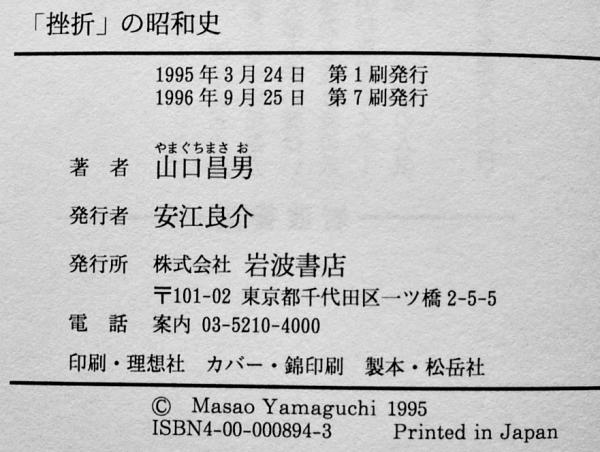 「挫折」の昭和史
1995年3月24日 第1刷発行
1996年9月25日 第7刷発行
やまぐちまさ お
著 者 山口昌男
発行者 安江良介
発行所 株式会社 岩波書店
〒101-02 東京都千代田区一ツ橋2-5-5
電 話 案内 03-5210-4000
印刷・理想社 カバー・錦印刷 製本・松岳社
© Masao Yamaguchi 1995
ISBN4-00-000894-3 Printed in Japan